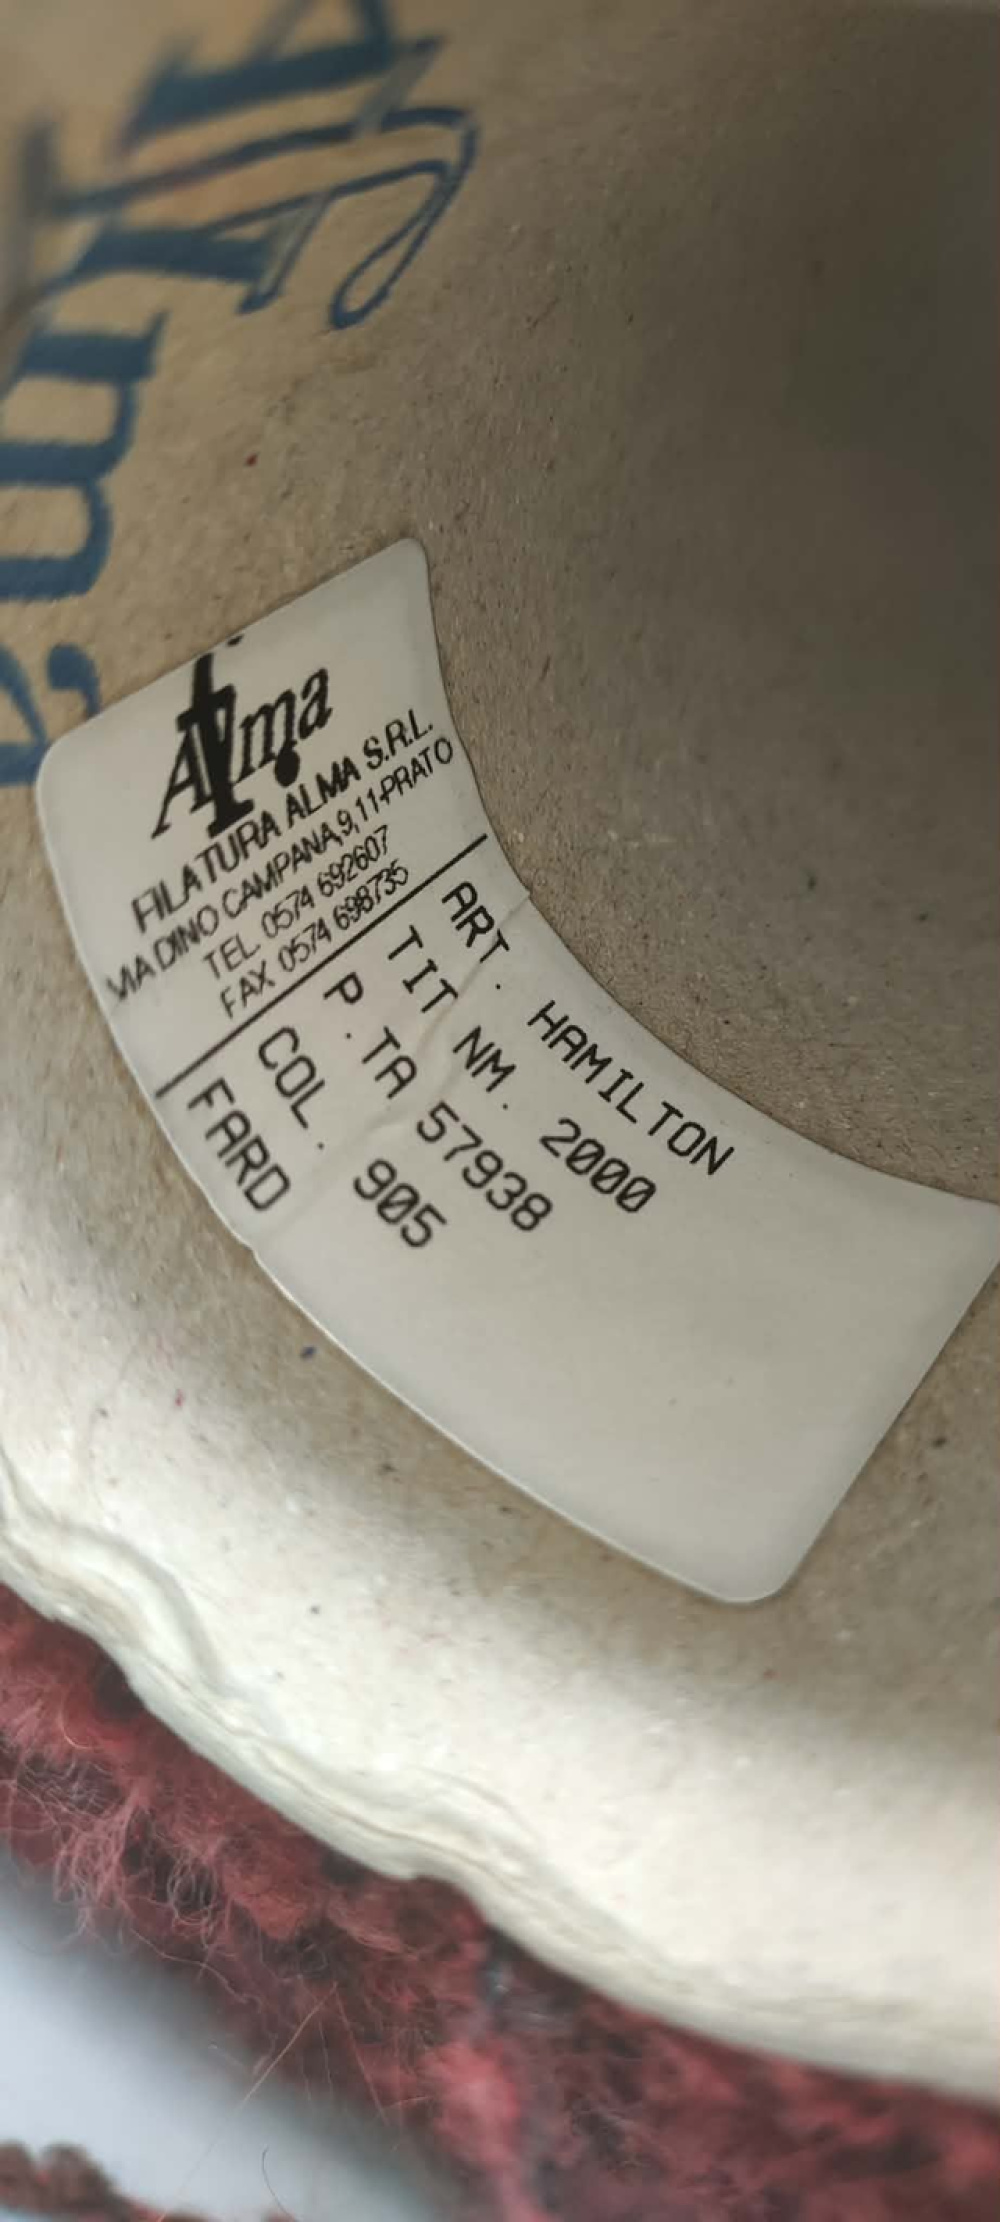 Alma
Alma
FILATURA ALMA S.R.L.
VIA DINO CAMPANA,9,11-PRATO
TEL. 0574 692607
FAX 0574 698735
ART. HAMILTON
TIT NM. 2000
P.TA 57938
COL. 905
FARD